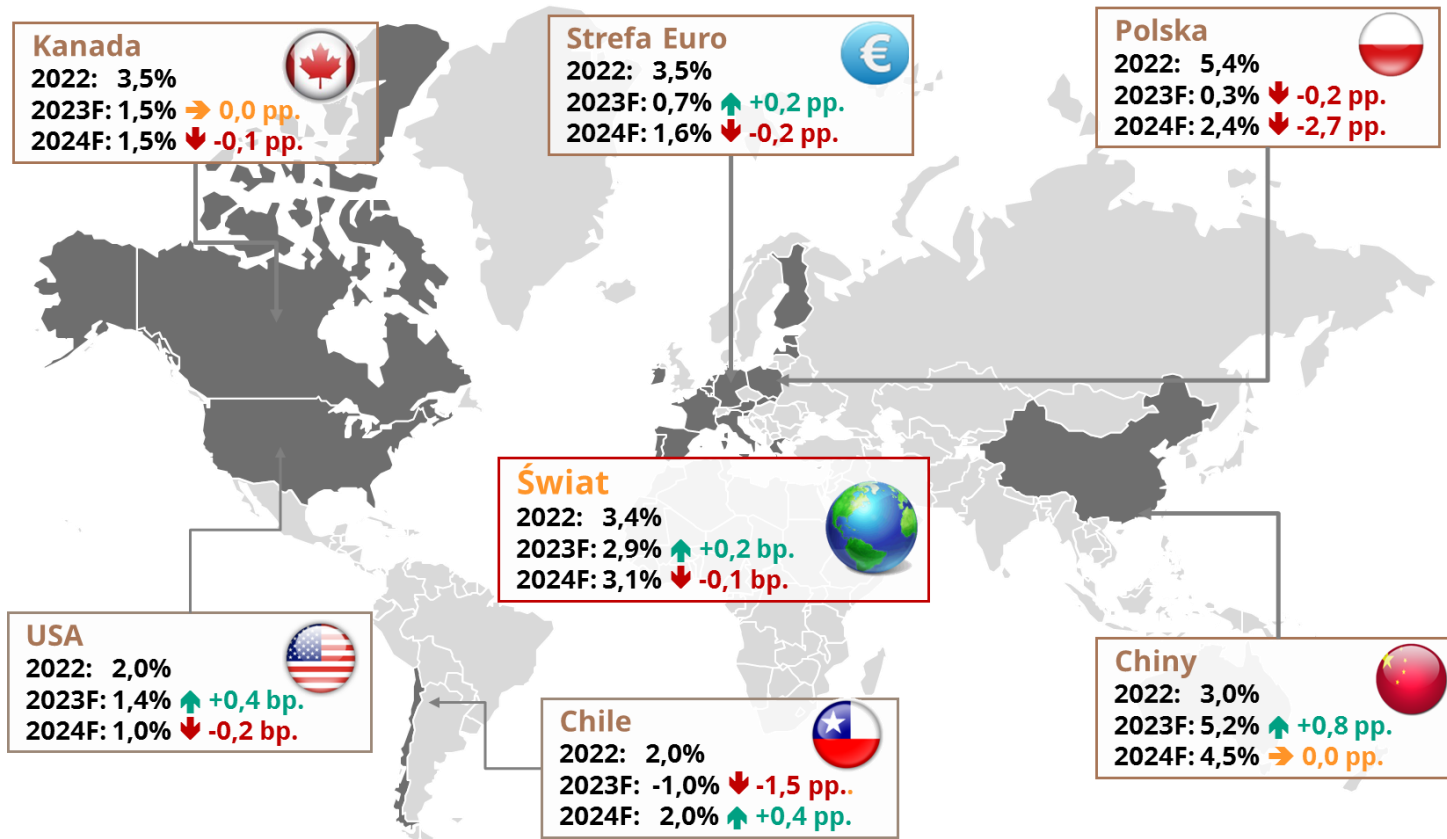 Kanada
2022: 3,5%
2023F: 1,5% 0,0 pp.
2024F: 1,5% -0,1 pp.
Strefa Euro
€
2022: 3,5%
2023F: 0,7% +0,2 pp.
2024F: 1,6% -0,2 pp.
Polska
2022: 5,4%
2023F: 0,3% -0,2 pp.
2024F: 2,4% -2,7 pp.
Świat
2022: 3,4%
2023F: 2,9% +0,2 bp.
2024F: 3,1% -0,1 bp.
USA
2022: 2,0%
2023F: 1,4% +0,4 bp.
2024F: 1,0% -0,2 bp.
Chile
2022: 2,0%
2023F: -1,0% -1,5 pp..
2024F: 2,0% +0,4 pp.
Chiny
2022: 3,0%
2023F: 5,2% +0,8 pp.
2024F: 4,5% 0,0 pp.